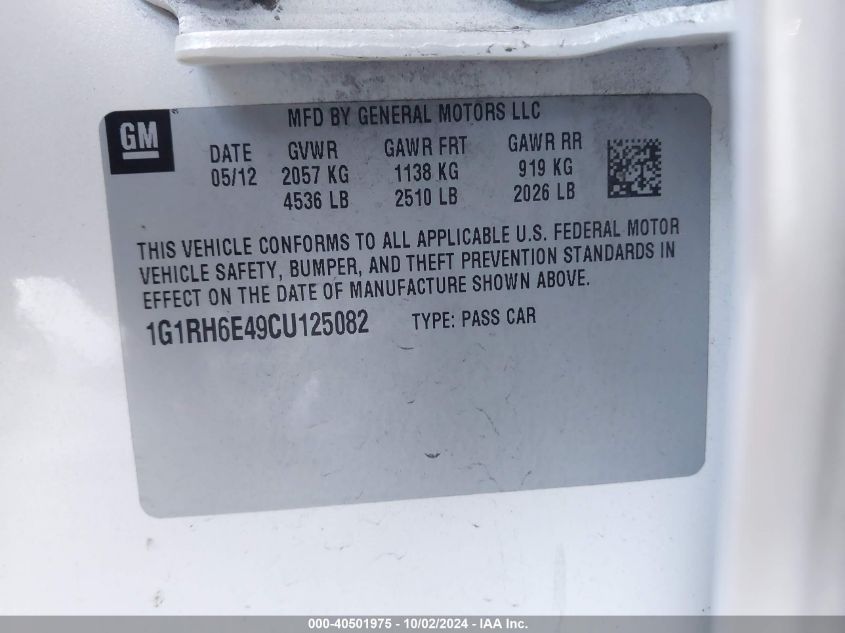 MFD BY GENERAL MOTORS LLC
GM
DATE GVWR GAWR FRT GAWR RR
05/12 2057 KG 1138 KG 919 KG
4536 LB 2510 LB 2026 LB
THIS VEHICLE CONFORMS TO ALL APPLICABLE U.S. FEDERAL MOTOR
VEHICLE SAFETY, BUMPER, AND THEFT PREVENTION STANDARDS IN
EFFECT ON THE DATE OF MANUFACTURE SHOWN ABOVE.
1G1RH6E49CU125082 TYPE: PASS CAR
000-40501975 - 10/02/2024 - IAA Inc.